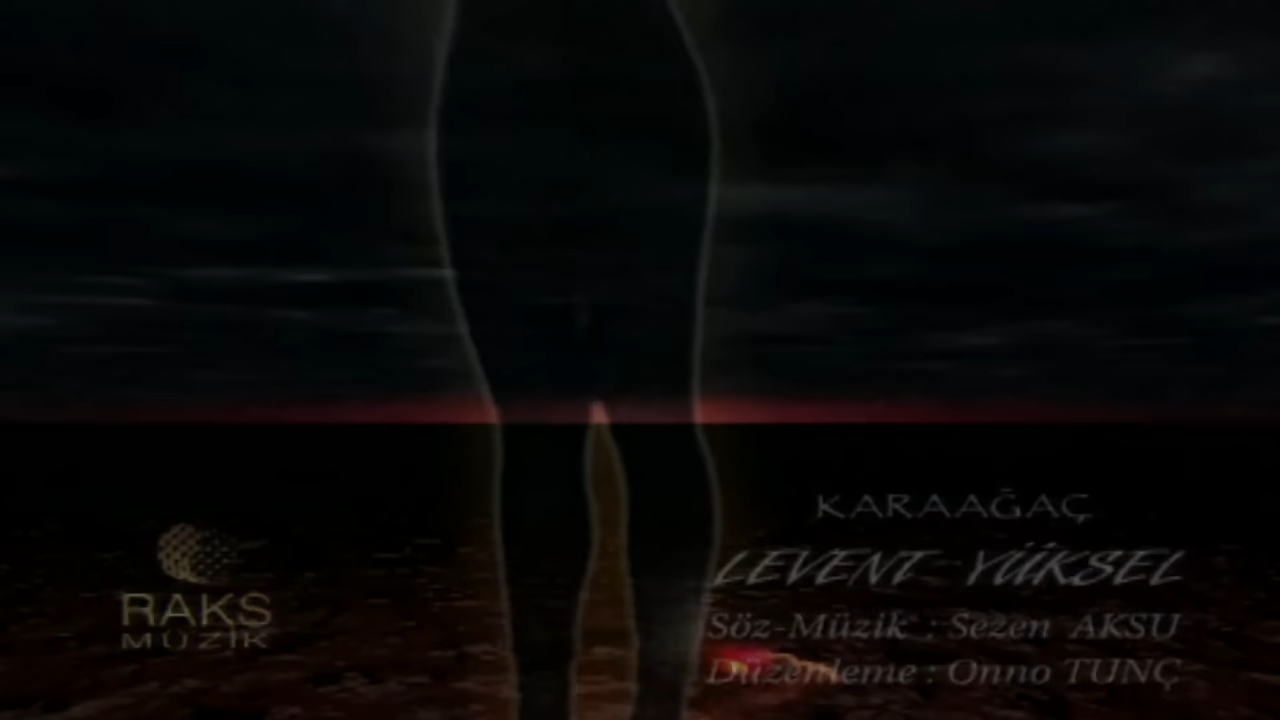 KARAAĞAÇ
LEVENT YÜKSEL
Söz-Müzik : Sezen AKSU
Düzenleme : Onno TUNÇ
RAKS
MÜZİK